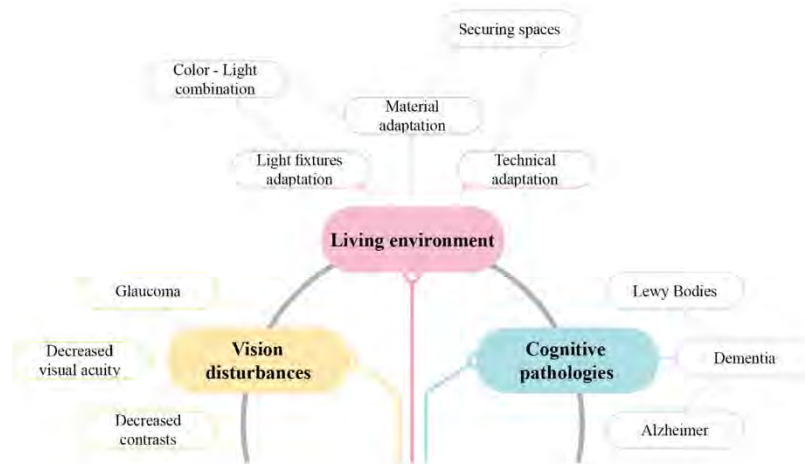 Securing spaces
Color - Light
combination
Material
adaptation
Light fixtures
adaptation
Technical
adaptation
Living environment
Glaucoma
Lewy Bodies
Decreased
visual acuity
Vision
disturbances
Cognitive
pathologies
Dementia
Decreased
contrasts
Alzheimer